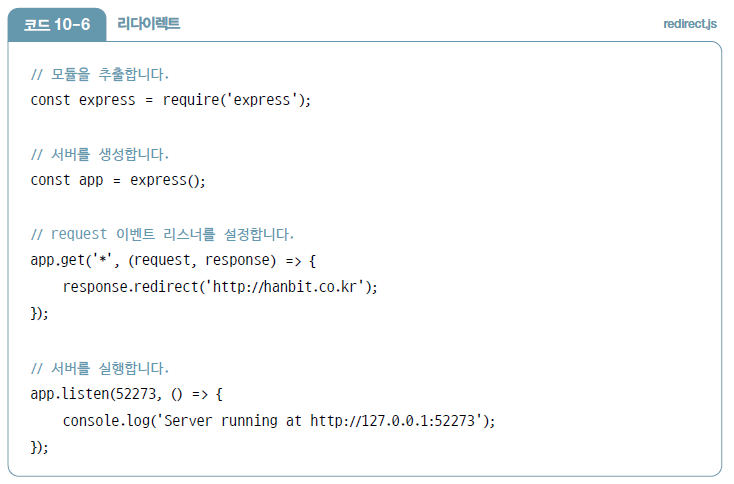 코드 10-6 리다이렉트 redirect.js
// 모듈을 추출합니다.
const express = require('express');
// 서버를 생성합니다.
const app = express();
// request 이벤트 리스너를 설정합니다.
app.get('*', (request, response) => {
    response.redirect('http://hanbit.co.kr');
});
// 서버를 실행합니다.
app.listen(52273, () => {
    console.log('Server running at http://127.0.0.1:52273');
});